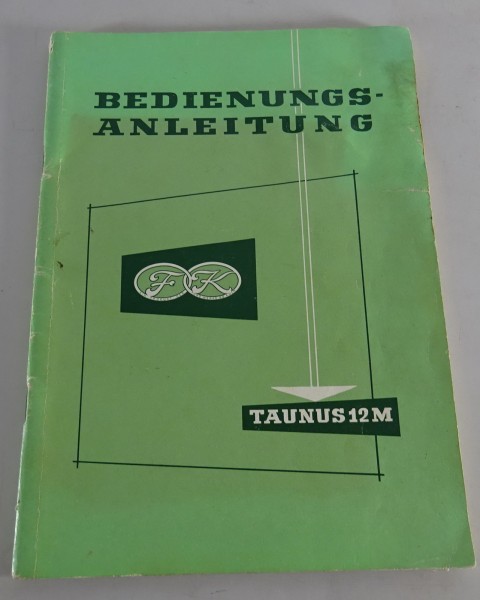 BEDIENUNGS-
ANLEITUNG
FK
TAUNUS 12M